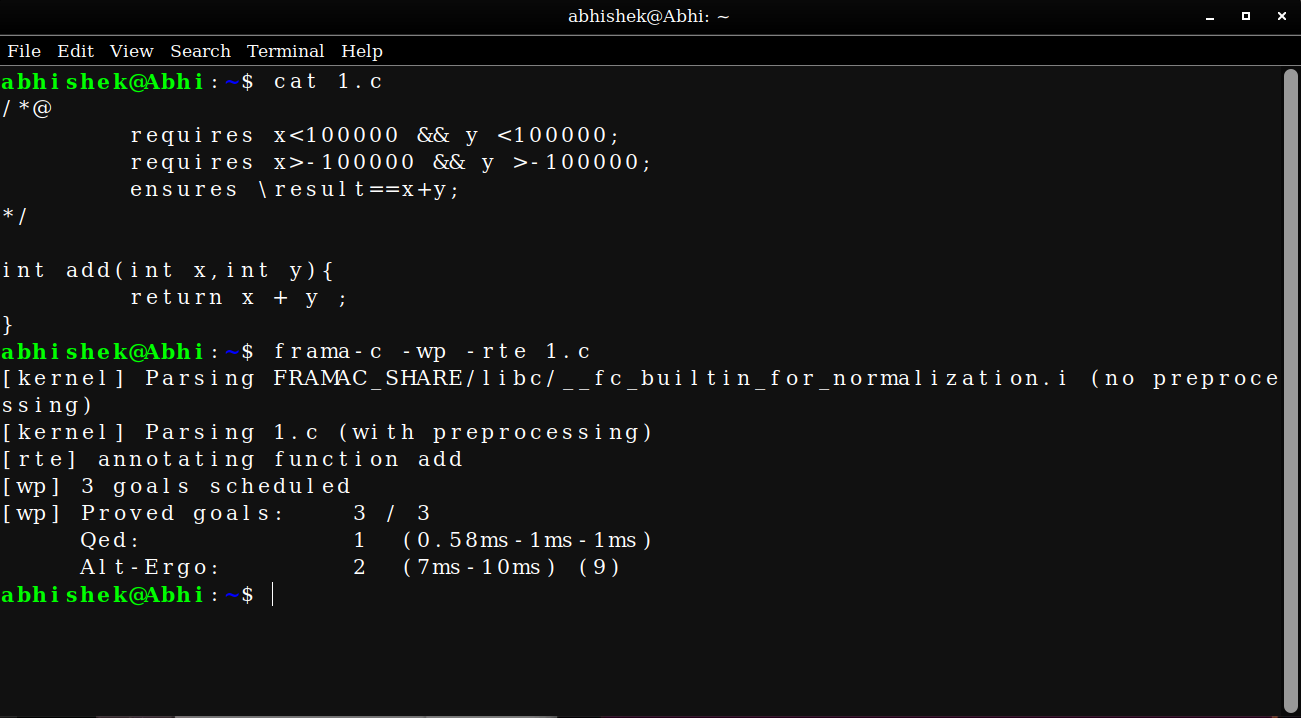 abhishek@Abhi: ~
File Edit View Search Terminal Help
abhishek@Abhi:~$ cat 1.c
/*@
        requires x<100000 && y <100000;
        requires x>-100000 && y >-100000;
        ensures \result==x+y;
*/

int add(int x,int y){
        return x + y ;
}
abhishek@Abhi:~$ frama-c -wp -rte 1.c
[kernel] Parsing FRAMAC_SHARE/libc/__fc_builtin_for_normalization.i (no preproce
ssing)
[kernel] Parsing 1.c (with preprocessing)
[rte] annotating function add
[wp] 3 goals scheduled
[wp] Proved goals:    3 / 3
     Qed:             1  (0.58ms-1ms-1ms)
     Alt-Ergo:        2  (7ms-10ms) (9)
abhishek@Abhi:~$